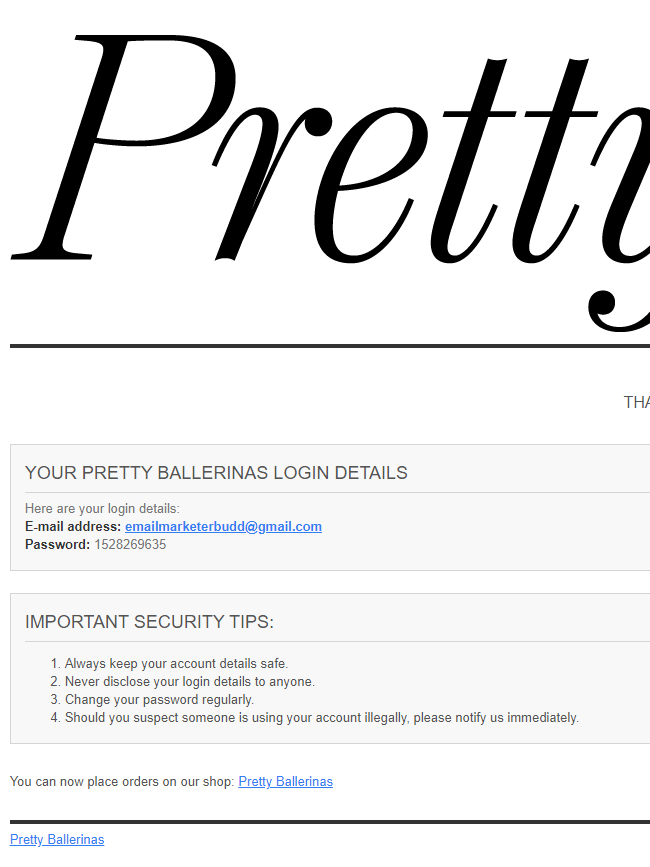 Pretty
YOUR PRETTY BALLERINAS LOGIN DETAILS
Here are your login details:
E-mail address: emailmarketerbudd@gmail.com
Password: 1528269635
IMPORTANT SECURITY TIPS:
1. Always keep your account details safe.
2. Never disclose your login details to anyone.
3. Change your password regularly.
4. Should you suspect someone is using your account illegally, please notify us immediately.
You can now place orders on our shop: Pretty Ballerinas
Pretty Ballerinas